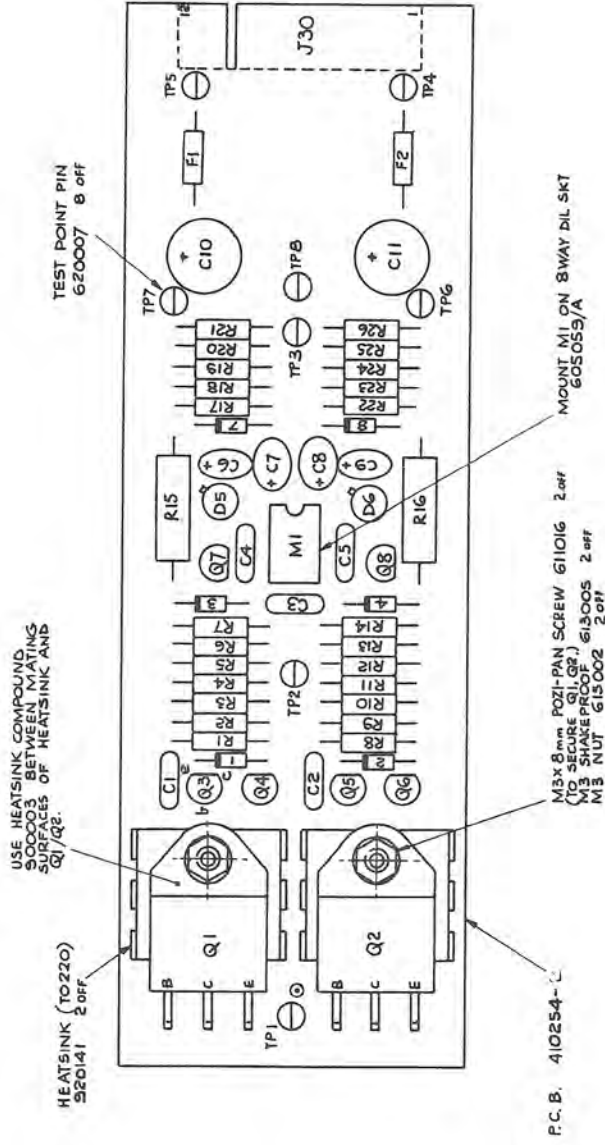 HEATSINK (TO220)
920141 2 OFF
USE HEATSINK COMPOUND
900003 BETWEEN MATING
SURFACES OF HEATSINK AND
Q1, Q2.
TEST POINT PIN
620007 8 OFF
12
J30
1
TP5
TP4
F1
F2
+
C10
+
C11
TP7
TP8
TP6
TP3
R21
R20
R19
R18
R17
7
R26
R25
R24
R23
R22
8
R15
C6 +
+ C7
+ C8
C9 +
D5
D6
R16
Q7
C4
M1
C5
Q8
3
C3
4
R7
R6
R5
R4
R3
R2
R1
1
R14
R13
R12
R11
R10
R9
R8
2
TP2
C1
e
Q3
c
b
Q4
C2
Q5
Q6
Q1
Q2
B
C
E
B
C
E
TP1
MOUNT M1 ON 8WAY DIL SKT
605059/A
M3 x 8mm POZI-PAN SCREW 611016 2 OFF
(TO SECURE Q1, Q2.)
M3 SHAKEPROOF 613005 2 OFF
M3 NUT 615002 2 OFF
P.C.B. 410254-